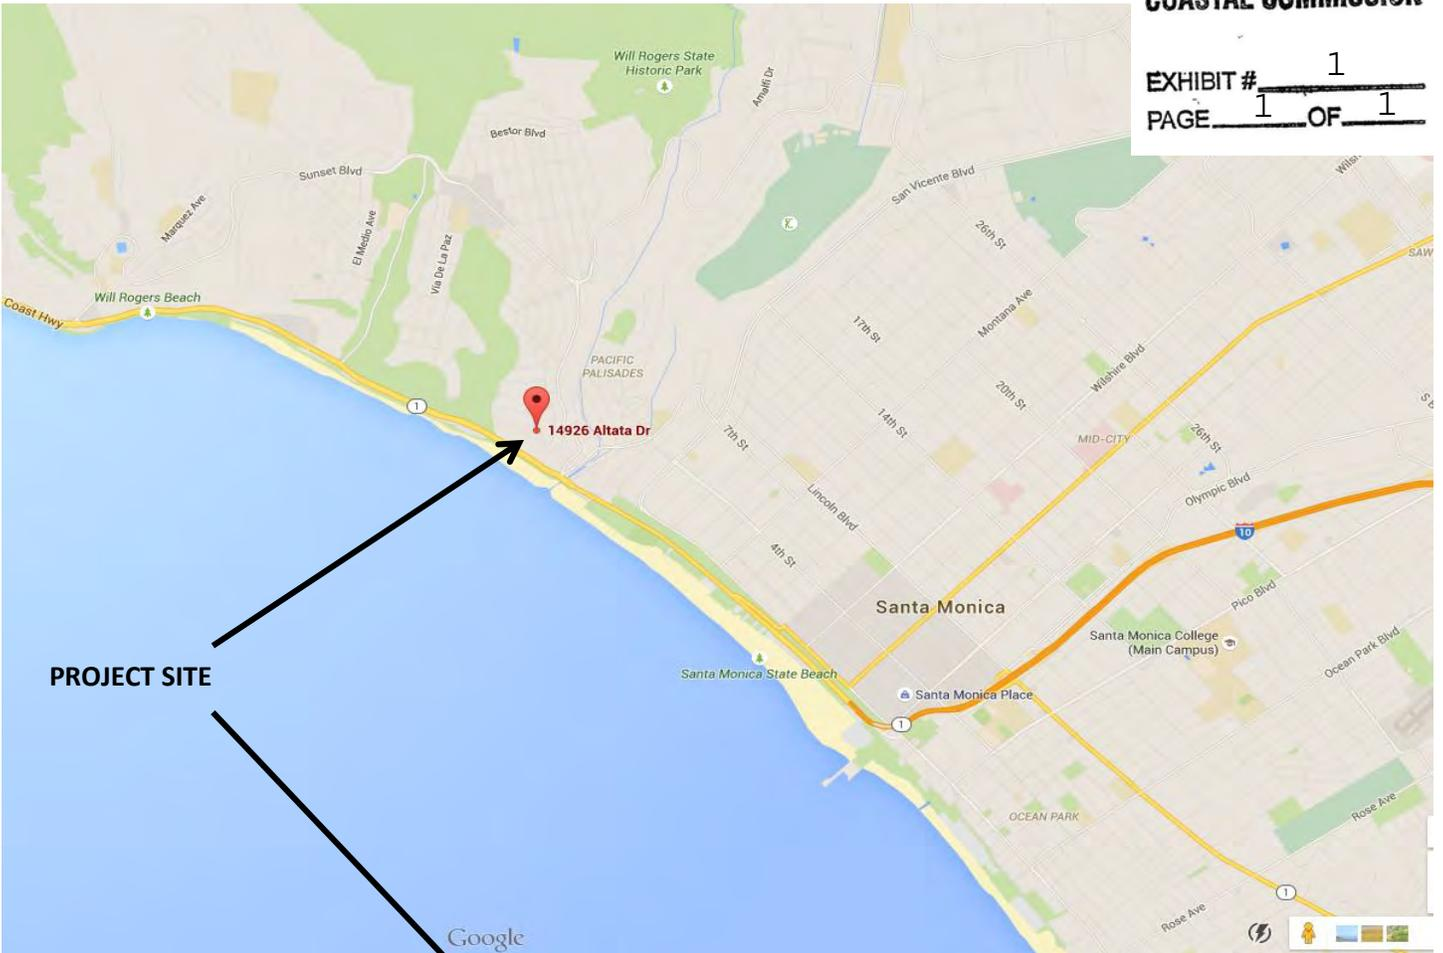 COASTAL COMMISSION
EXHIBIT # 1
PAGE 1 OF 1
Will Rogers State
Historic Park
Amalfi Dr
Bestor Blvd
Sunset Blvd
Marquez Ave
El Medio Ave
Via De La Paz
San Vicente Blvd
26th St
Will Rogers Beach
Coast Hwy
17th St
Montana Ave
Wilshire Blvd
20th St
PACIFIC
PALISADES
1
14926 Altata Dr
14th St
7th St
MID-CITY
26th St
Lincoln Blvd
Olympic Blvd
10
4th St
Pico Blvd
Santa Monica
Santa Monica College
(Main Campus)
Ocean Park Blvd
PROJECT SITE
Santa Monica State Beach
Santa Monica Place
1
OCEAN PARK
Rose Ave
1
Rose Ave
Google